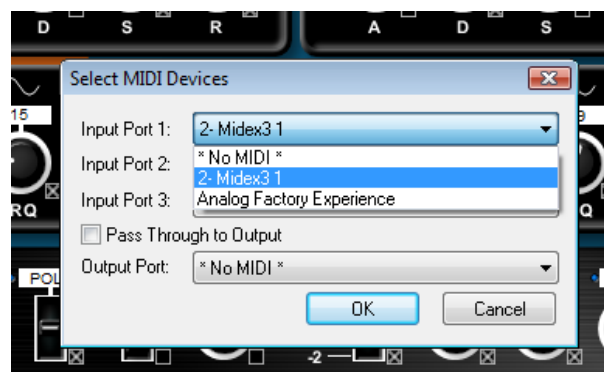 D S R A D S
Select MIDI Devices
15
9
Input Port 1: 2- Midex3 1
Input Port 2: * No MIDI *
2- Midex3 1
Input Port 3: Analog Factory Experience
RQ
Q
Pass Through to Output
POL
Output Port: * No MIDI *
OK Cancel
-2